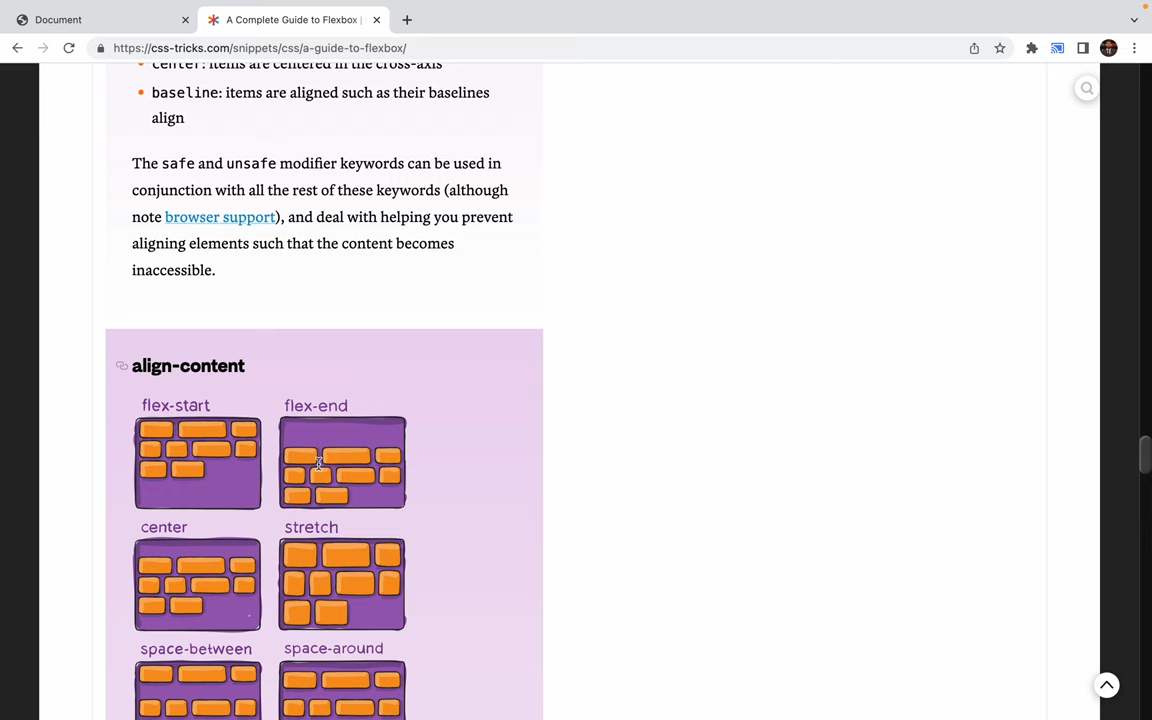 Document
A Complete Guide to Flexbox |
https://css-tricks.com/snippets/css/a-guide-to-flexbox/
center: items are centered in the cross-axis
baseline: items are aligned such as their baselines
align
The safe and unsafe modifier keywords can be used in
conjunction with all the rest of these keywords (although
note browser support), and deal with helping you prevent
aligning elements such that the content becomes
inaccessible.
align-content
flex-start flex-end
center stretch
space-between space-around